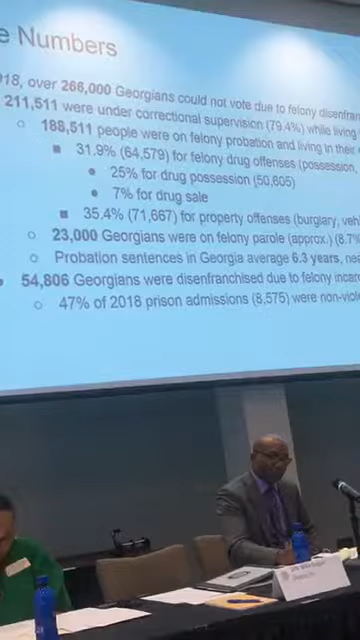 e Numbers
018, over 266,000 Georgians could not vote due to felony disenfran
211,511 were under correctional supervision (79.4%) while living
188,511 people were on felony probation and living in their
31.9% (64,579) for felony drug offenses (possession,
25% for drug possession (50,605)
7% for drug sale
35.4% (71,667) for property offenses (burglary, veh
23,000 Georgians were on felony parole (approx.) (8.7%
Probation sentences in Georgia average 6.3 years, nea
54,806 Georgians were disenfranchised due to felony incar
47% of 2018 prison admissions (8,575) were non-viole